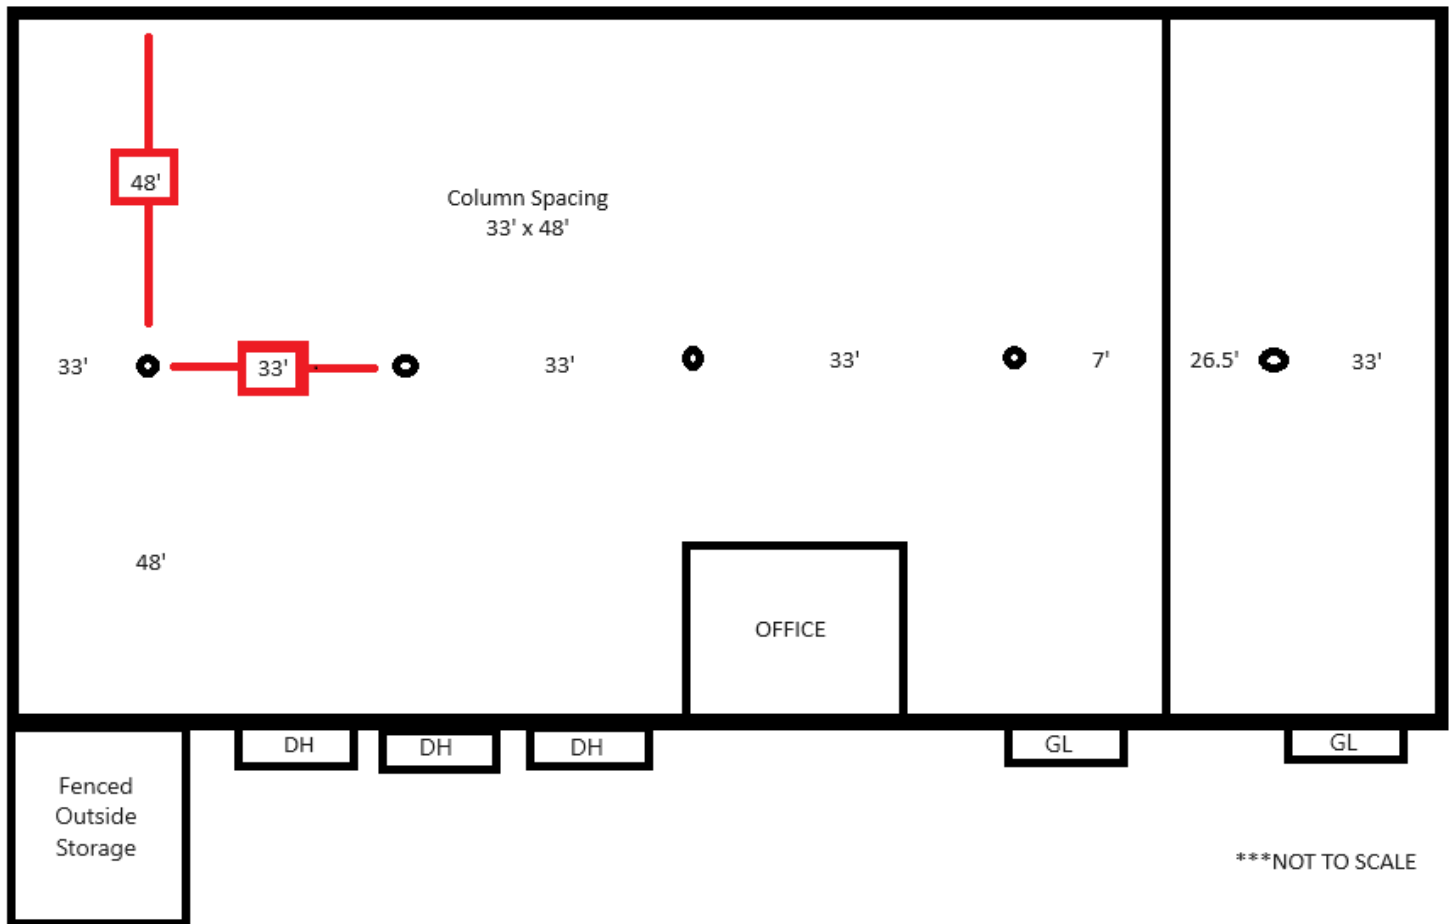 48'
Column Spacing
33' x 48'
33'
33'
33'
33'
7'
26.5'
33'
48'
OFFICE
DH
DH
DH
GL
GL
Fenced
Outside
Storage
***NOT TO SCALE